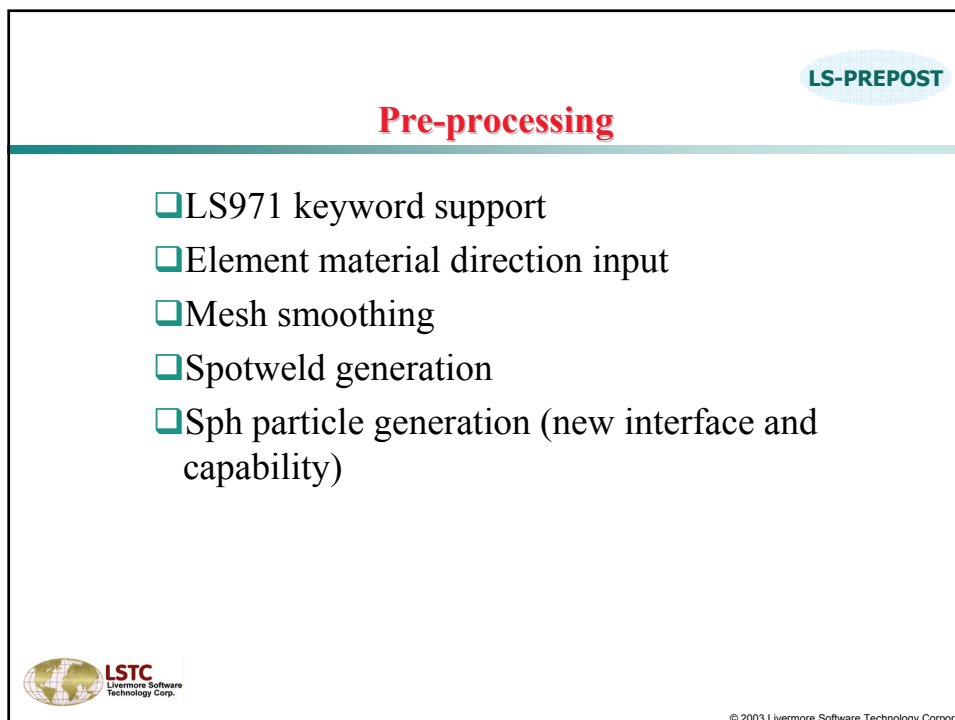 LS-PREPOST
Pre-processing
LS971 keyword support
Element material direction input
Mesh smoothing
Spotweld generation
Sph particle generation (new interface and
capability)
LSTC
Livermore Software
Technology Corp.
© 2003 Livermore Software Technology Corpor